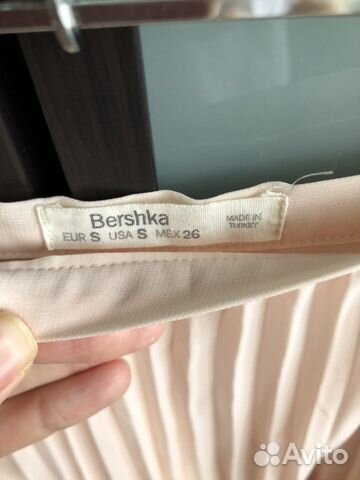 Bershka
EUR S USA S MEX 26
MADE IN
TURKEY
Avito